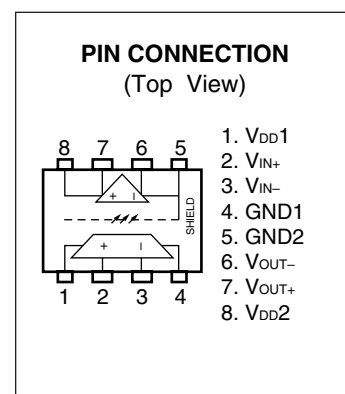 PIN CONNECTION
(Top View)
8 7 6 5
+ –
SHIELD
+ –
1 2 3 4
1. VDD1
2. VIN+
3. VIN–
4. GND1
5. GND2
6. VOUT–
7. VOUT+
8. VDD2